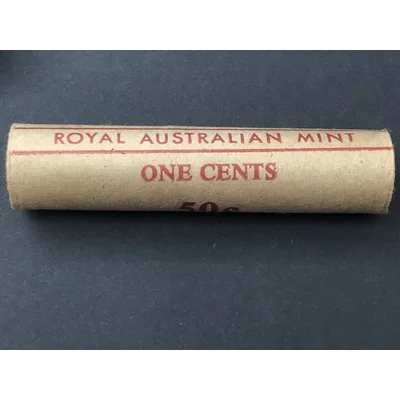 ROYAL AUSTRALIAN MINT
ONE CENTS
50c